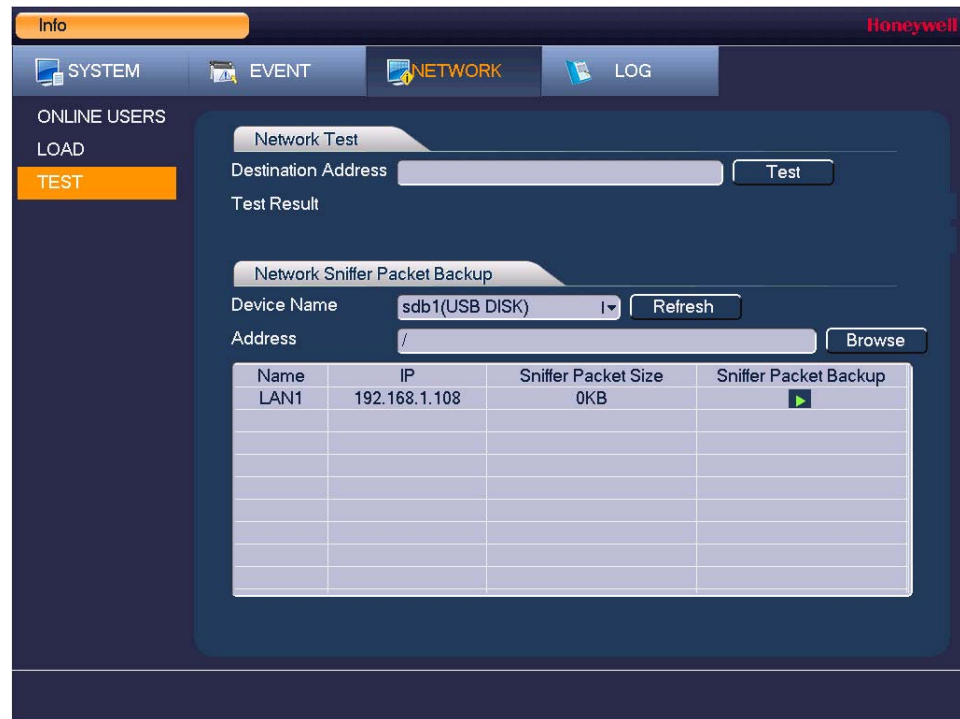 Info
Honeywell
SYSTEM
EVENT
NETWORK
LOG
ONLINE USERS
LOAD
TEST
Network Test
Destination Address
Test
Test Result
Network Sniffer Packet Backup
Device Name
sdb1(USB DISK)
Refresh
Address
/
Browse
Name IP Sniffer Packet Size Sniffer Packet Backup
LAN1 192.168.1.108 0KB